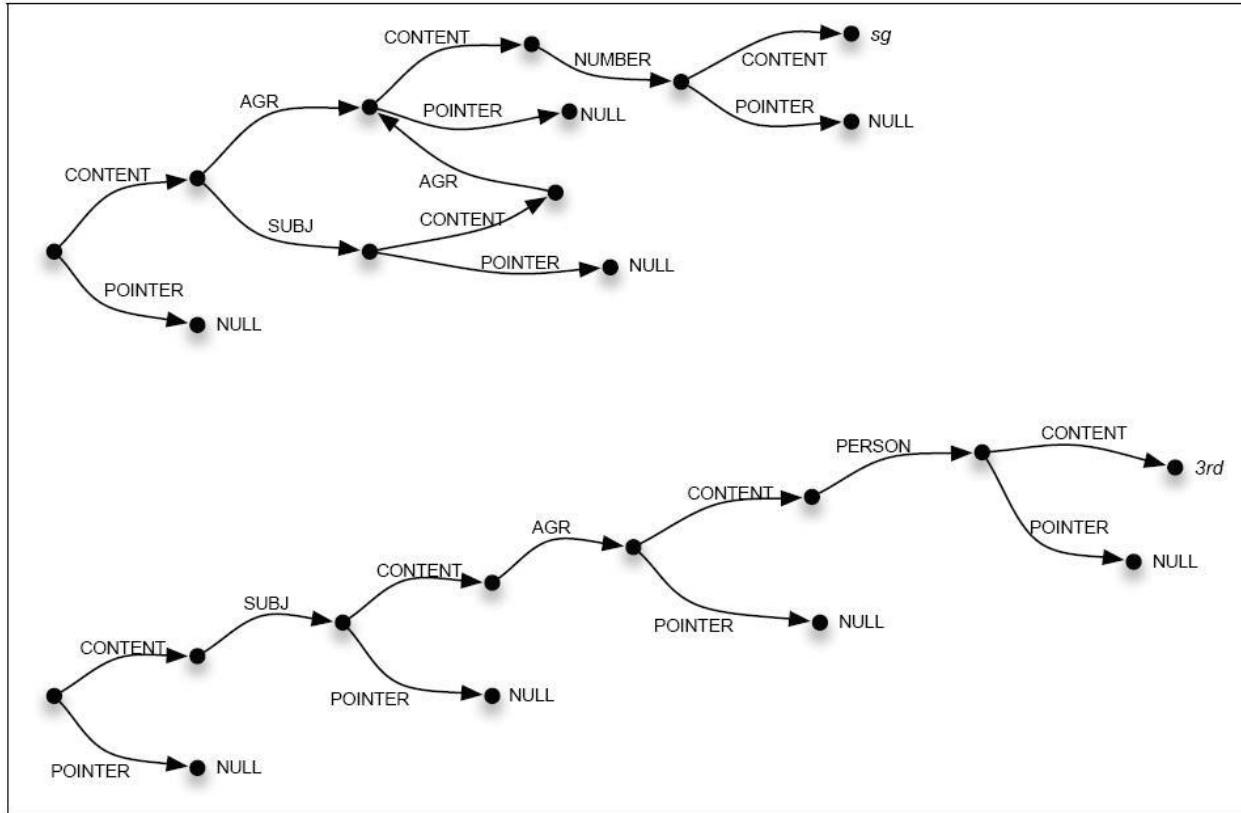 CONTENT
sg
NUMBER
CONTENT
AGR
POINTER
NULL
POINTER
NULL
CONTENT
AGR
SUBJ
CONTENT
POINTER
NULL
POINTER
NULL
CONTENT
PERSON
3rd
CONTENT
POINTER
AGR
NULL
CONTENT
SUBJ
POINTER
NULL
CONTENT
POINTER
NULL
POINTER
NULL